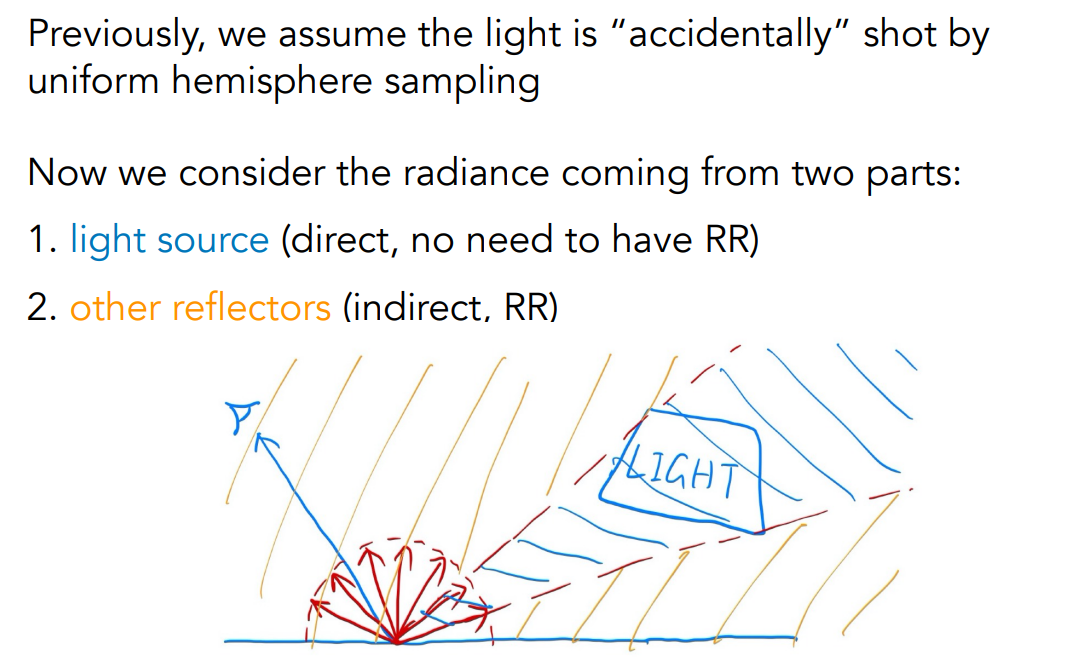 Previously, we assume the light is “accidentally” shot by
uniform hemisphere sampling
Now we consider the radiance coming from two parts:
1. light source (direct, no need to have RR)
2. other reflectors (indirect, RR)
LIGHT